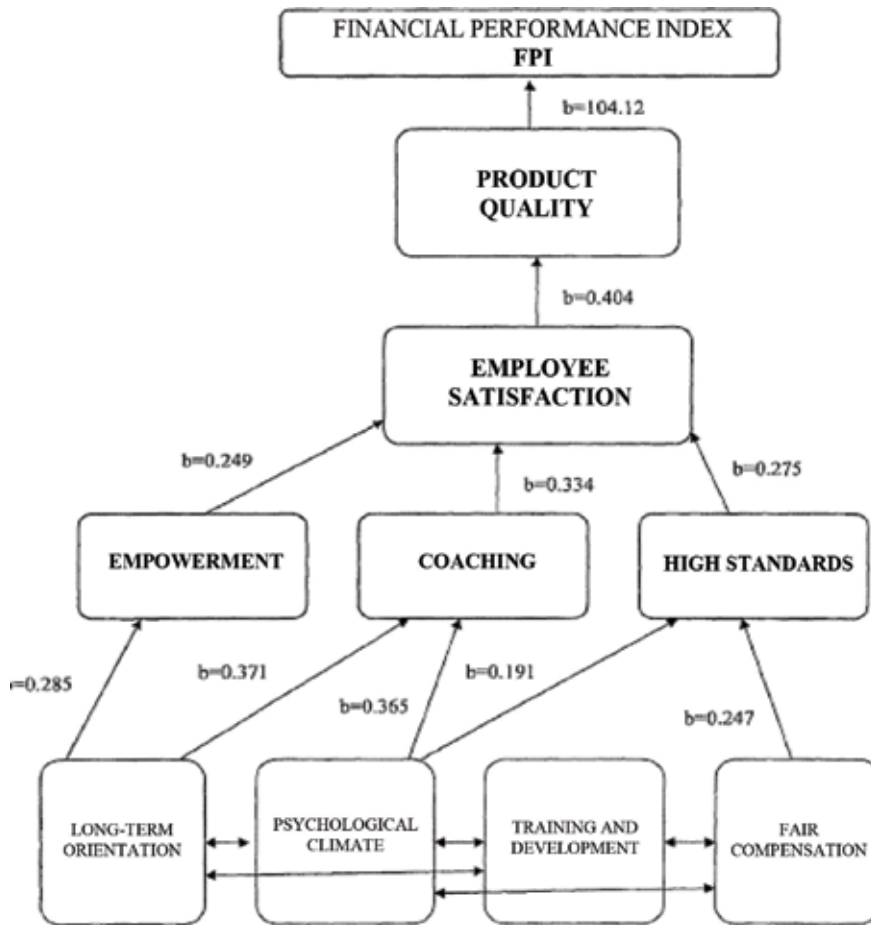 FINANCIAL PERFORMANCE INDEX
FPI
b=104.12
PRODUCT
QUALITY
b=0.404
EMPLOYEE
SATISFACTION
b=0.249
b=0.334
b=0.275
EMPOWERMENT
COACHING
HIGH STANDARDS
=0.285
b=0.371
b=0.365
b=0.191
b=0.247
LONG-TERM
ORIENTATION
PSYCHOLOGICAL
CLIMATE
TRAINING AND
DEVELOPMENT
FAIR
COMPENSATION